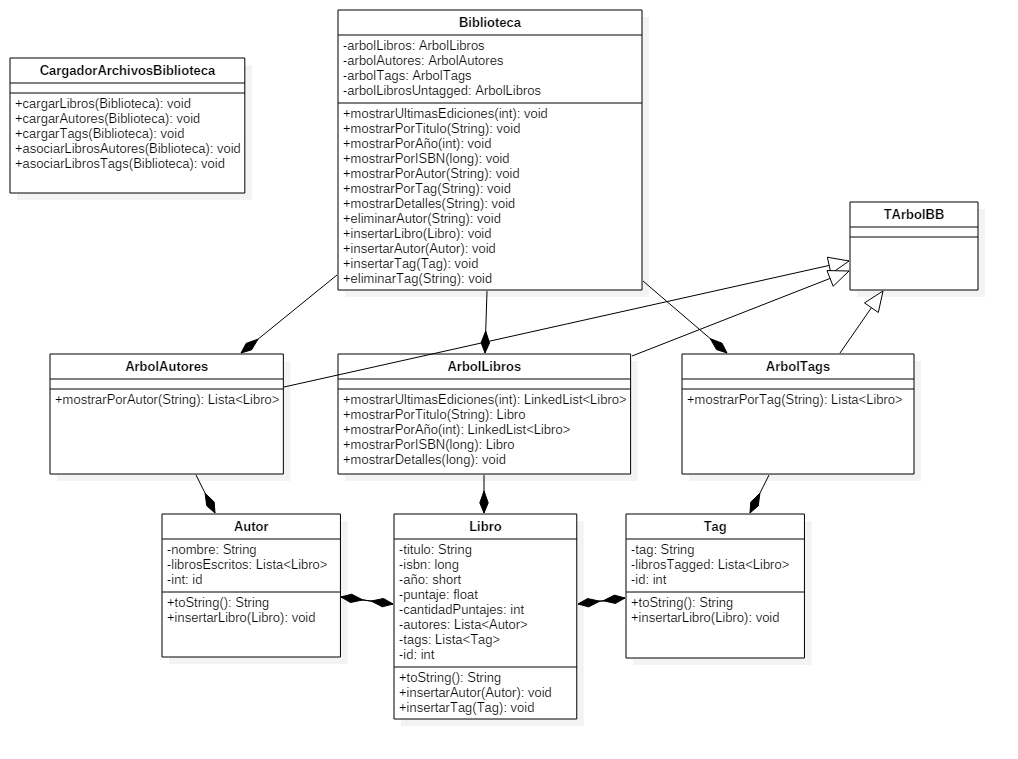 Biblioteca
-arbolLibros: ArbolLibros
-arbolAutores: ArbolAutores
-arbolTags: ArbolTags
-arbolLibrosUntagged: ArbolLibros
+mostrarUltimasEdiciones(int): void
+mostrarPorTitulo(String): void
+mostrarPorAño(int): void
+mostrarPorISBN(long): void
+mostrarPorAutor(String): void
+mostrarPorTag(String): void
+mostrarDetalles(String): void
+eliminarAutor(String): void
+insertarLibro(Libro): void
+insertarAutor(Autor): void
+insertarTag(Tag): void
+eliminarTag(String): void
CargadorArchivosBiblioteca
+cargarLibros(Biblioteca): void
+cargarAutores(Biblioteca): void
+cargarTags(Biblioteca): void
+asociarLibrosAutores(Biblioteca): void
+asociarLibrosTags(Biblioteca): void
TArbolBB
ArbolAutores
+mostrarPorAutor(String): Lista<Libro>
ArbolLibros
+mostrarUltimasEdiciones(int): LinkedList<Libro>
+mostrarPorTitulo(String): Libro
+mostrarPorAño(int): LinkedList<Libro>
+mostrarPorISBN(long): Libro
+mostrarDetalles(long): void
ArbolTags
+mostrarPorTag(String): Lista<Libro>
Autor
-nombre: String
-librosEscritos: Lista<Libro>
-int: id
+toString(): String
+insertarLibro(Libro): void
Libro
-titulo: String
-isbn: long
-año: short
-puntaje: float
-cantidadPuntajes: int
-autores: Lista<Autor>
-tags: Lista<Tag>
-id: int
+toString(): String
+insertarAutor(Autor): void
+insertarTag(Tag): void
Tag
-tag: String
-librosTagged: Lista<Libro>
-id: int
+toString(): String
+insertarLibro(Libro): void